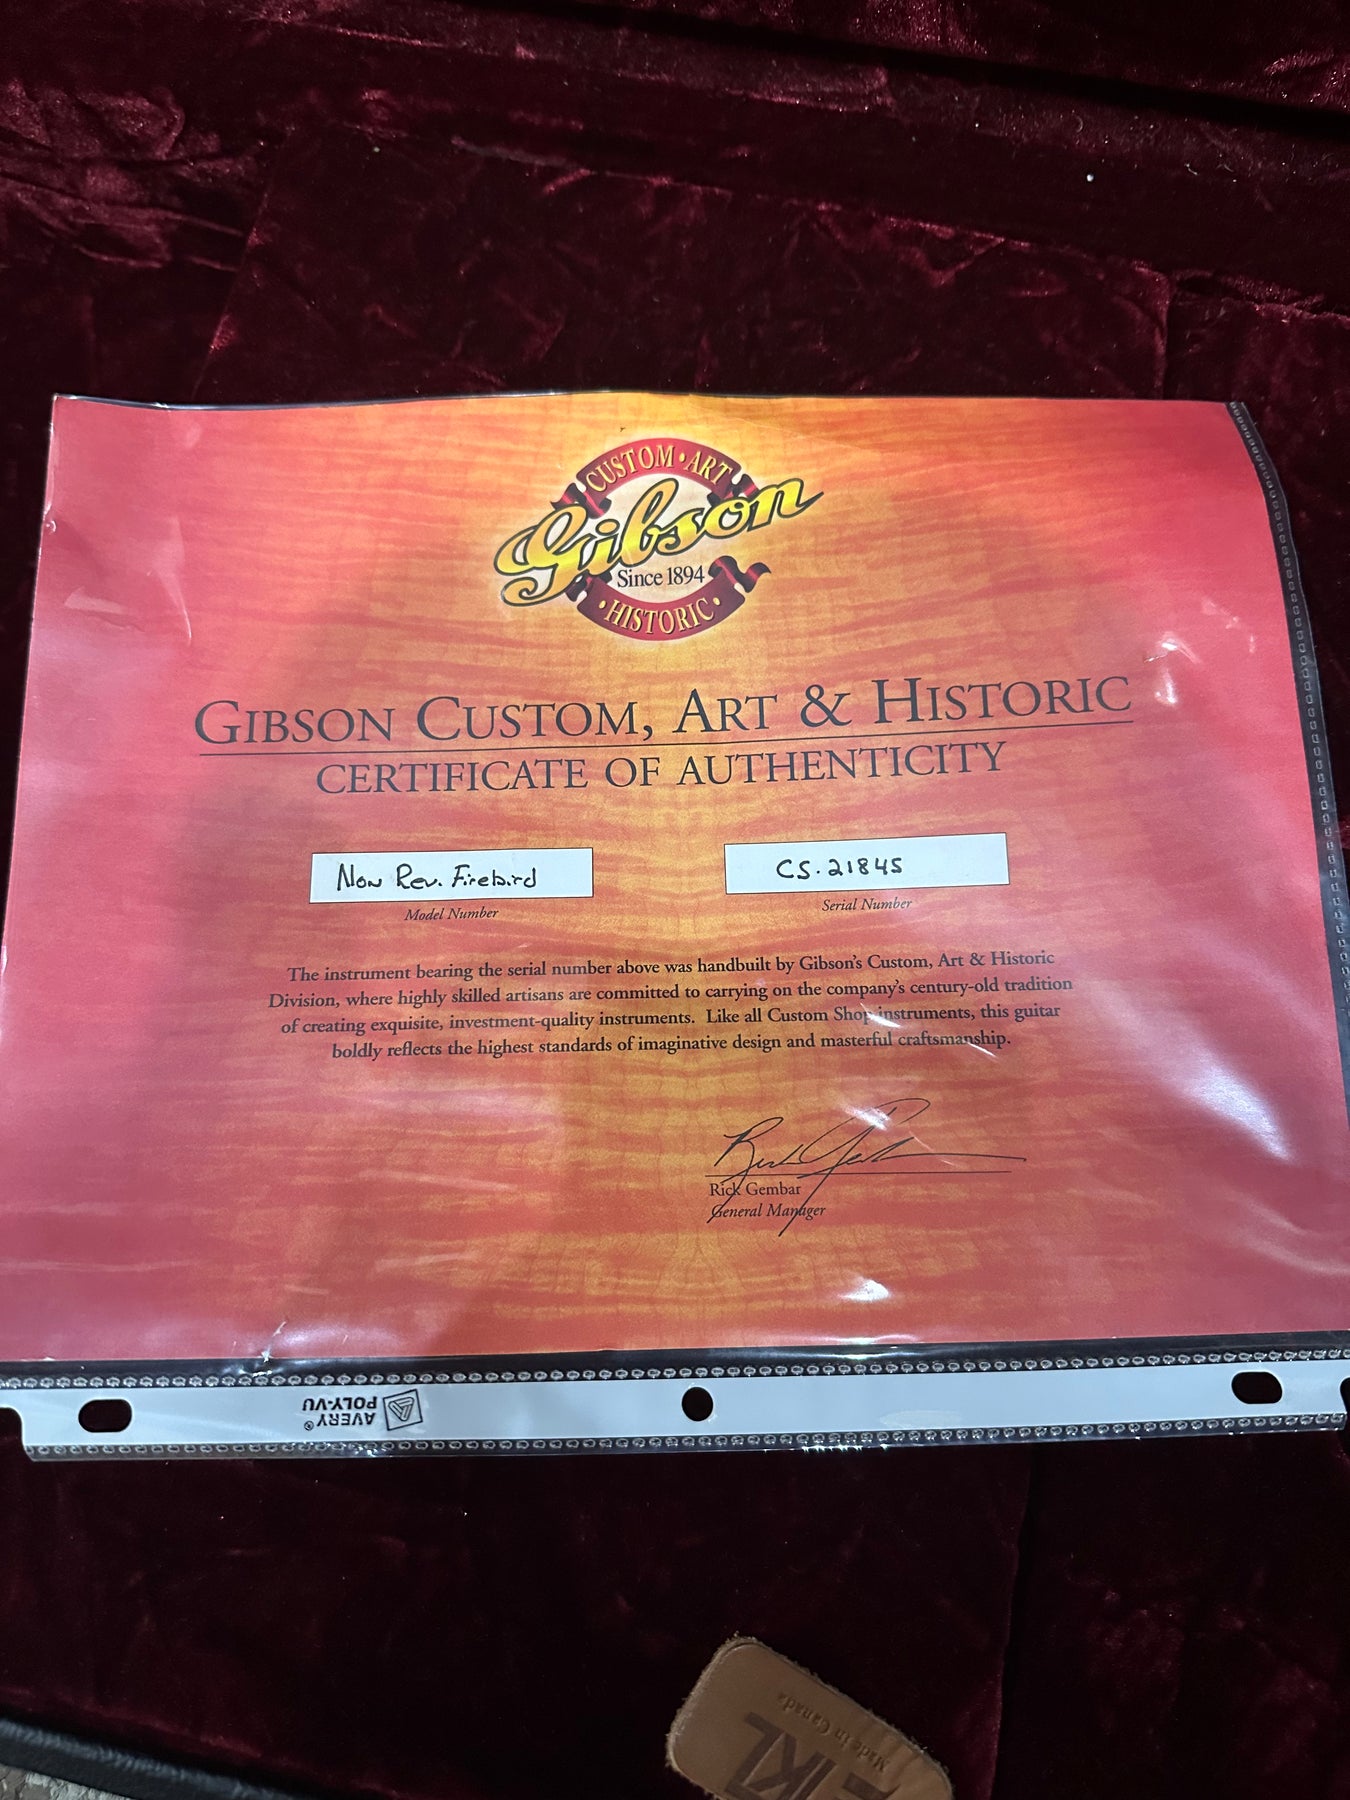 CUSTOM • ART
Gibson
Since 1894
• HISTORIC •
GIBSON CUSTOM, ART & HISTORIC
CERTIFICATE OF AUTHENTICITY
Non Rev. Firebird
CS.21845
Model Number
Serial Number
The instrument bearing the serial number above was handbuilt by Gibson's Custom, Art & Historic
Division, where highly skilled artisans are committed to carrying on the company's century-old tradition
of creating exquisite, investment-quality instruments. Like all Custom Shop instruments, this guitar
boldly reflects the highest standards of imaginative design and masterful craftsmanship.
Rick Gembar
General Manager
AVERY®
POLY-VU
Made in Canada